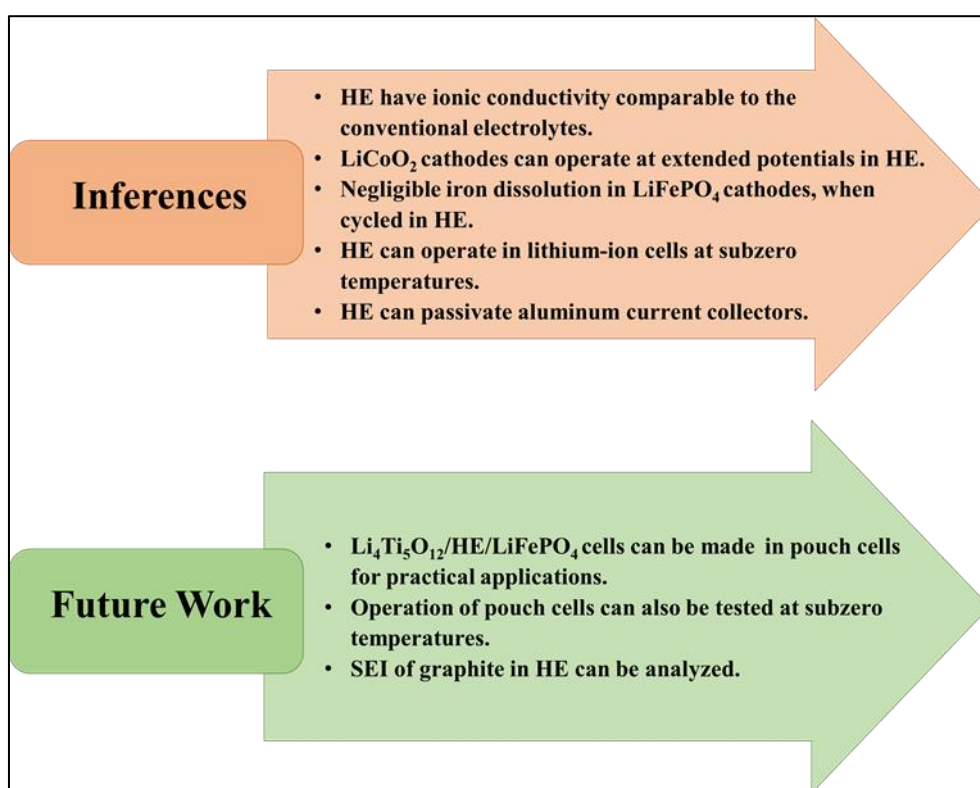 Inferences
• HE have ionic conductivity comparable to the
conventional electrolytes.
• LiCoO₂ cathodes can operate at extended potentials in HE.
• Negligible iron dissolution in LiFePO₄ cathodes, when
cycled in HE.
• HE can operate in lithium-ion cells at subzero
temperatures.
• HE can passivate aluminum current collectors.
Future Work
• Li₄Ti₅O₁₂/HE/LiFePO₄ cells can be made in pouch cells
for practical applications.
• Operation of pouch cells can also be tested at subzero
temperatures.
• SEI of graphite in HE can be analyzed.